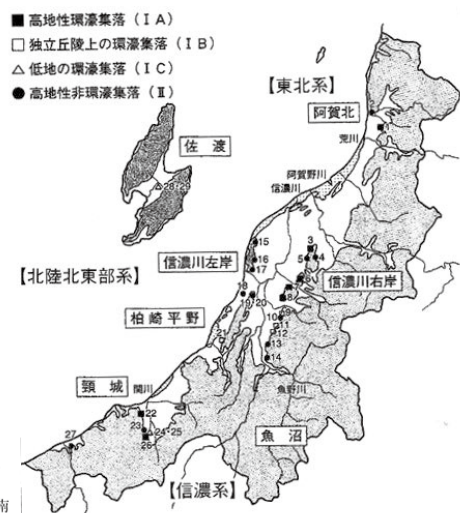 ■ 高地性環濠集落（ＩＡ）
□ 独立丘陵上の環濠集落（ＩＢ）
△ 低地の環濠集落（ＩＣ）
● 高地性非環濠集落（Ⅱ）
【東北系】
阿賀北
荒川
佐渡
阿賀野川
信濃川
28・29
15
3
16
5
4
17
信濃川左岸
【北陸北東部系】
信濃川右岸
18
8
19
20
柏崎平野
10
9
11
12
21
13
14
頸城
関川
魚野川
22
23
24・25
26
27
魚沼
【信濃系】
南